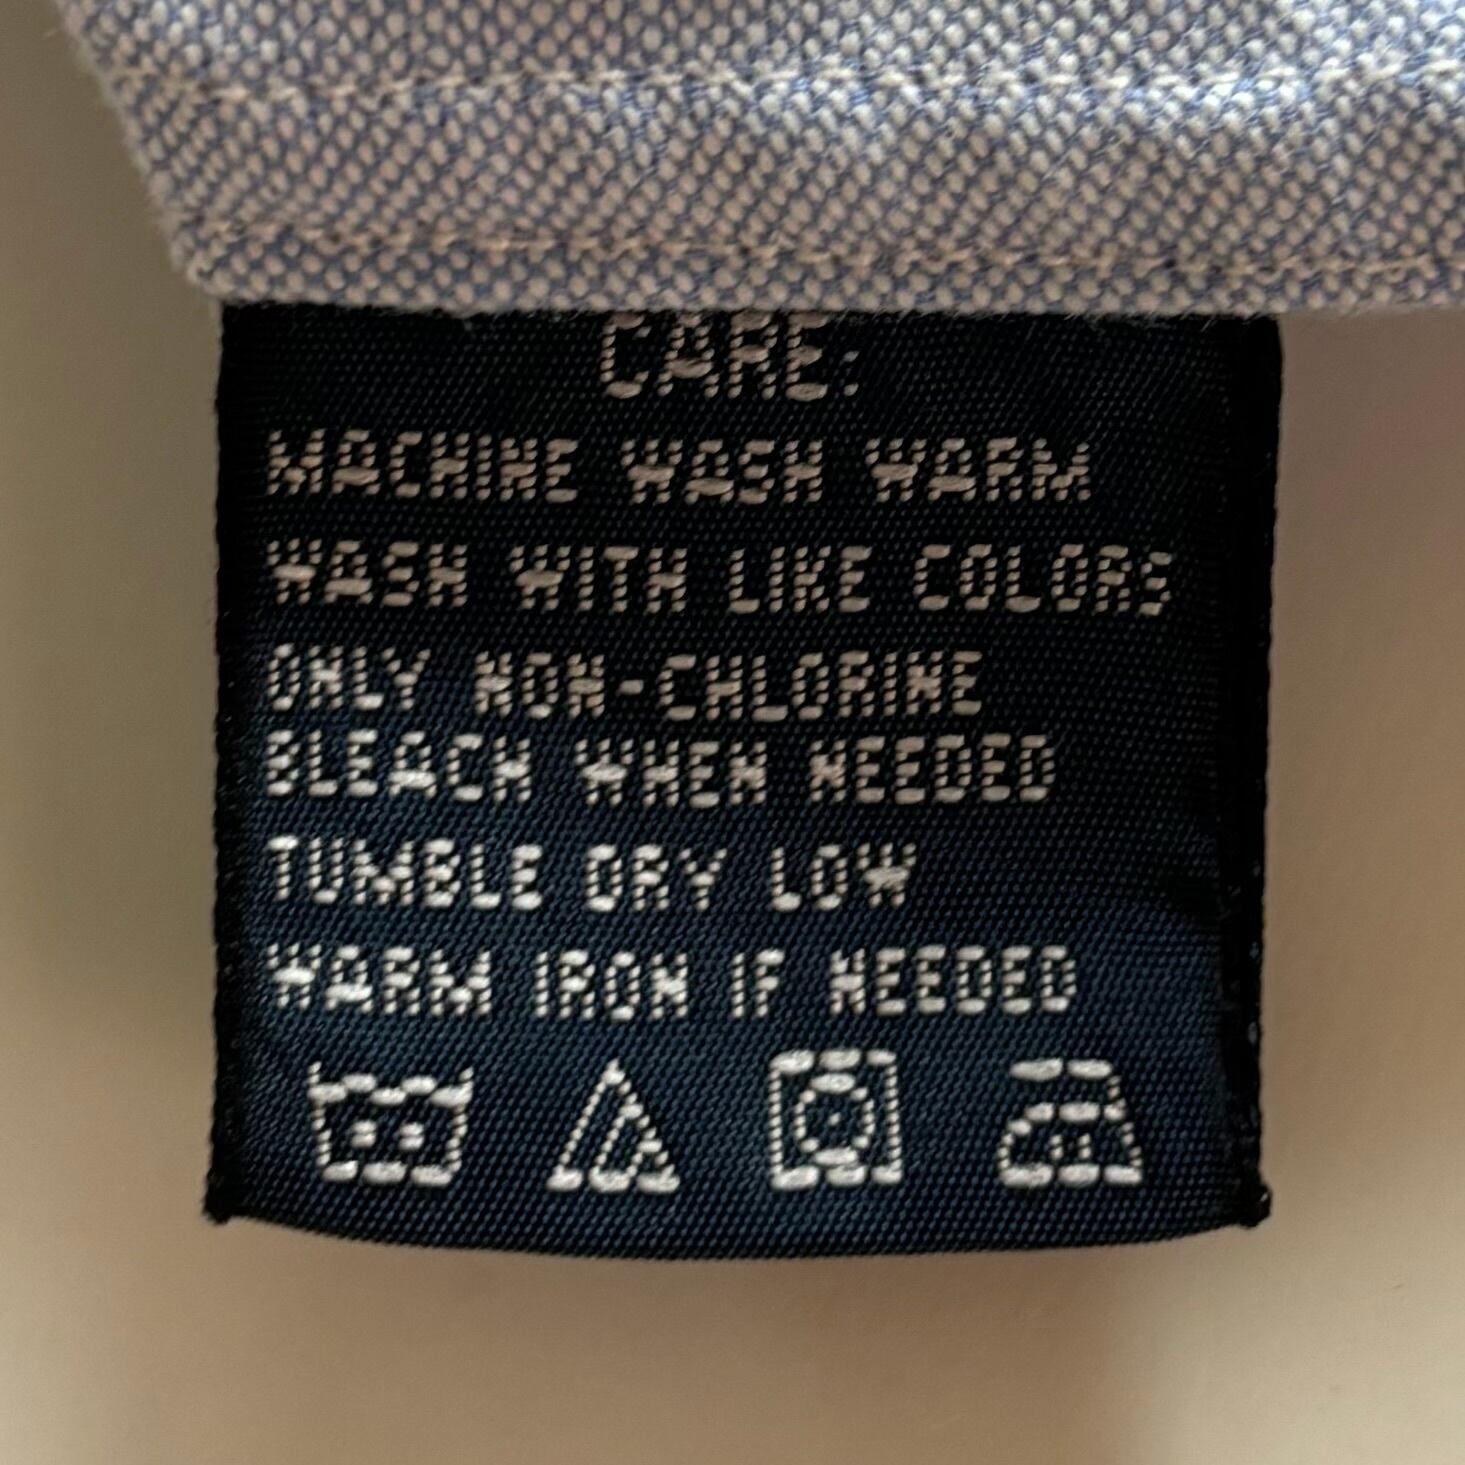 CARE:
MACHINE WASH WARM
WASH WITH LIKE COLORS
ONLY NON-CHLORINE
BLEACH WHEN NEEDED
TUMBLE DRY LOW
WARM IRON IF NEEDED